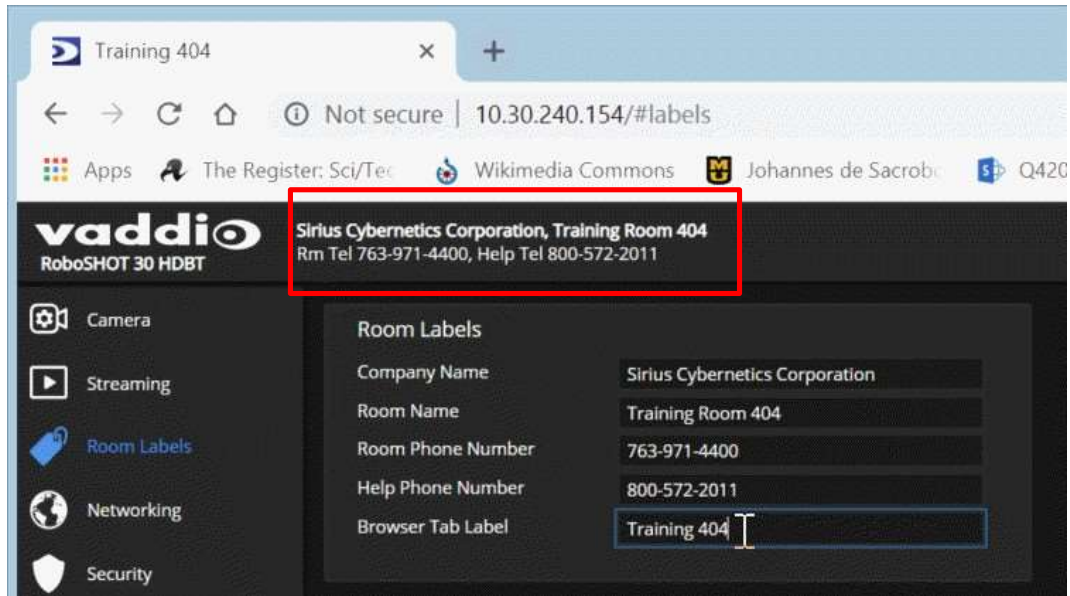 Training 404
Not secure | 10.30.240.154/#labels
Apps The Register: Sci/Tec Wikimedia Commons Johannes de Sacrobo Q420
vaddio
RoboSHOT 30 HDBT
Sirius Cybernetics Corporation, Training Room 404
Rm Tel 763-971-4400, Help Tel 800-572-2011
Camera
Streaming
Room Labels
Networking
Security
Room Labels
Company Name Sirius Cybernetics Corporation
Room Name Training Room 404
Room Phone Number 763-971-4400
Help Phone Number 800-572-2011
Browser Tab Label Training 404